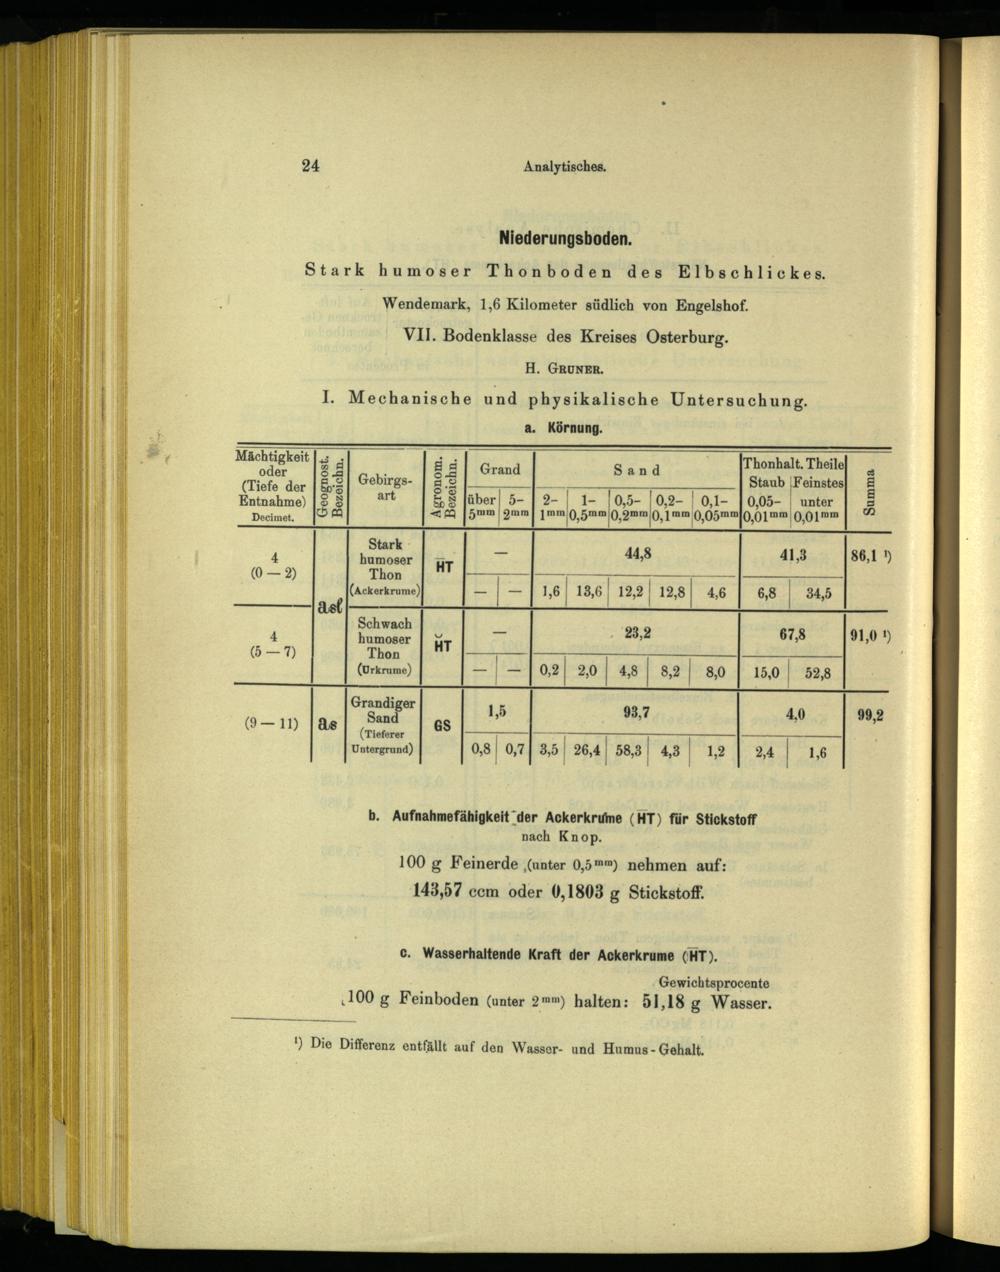 24
Analytisches.
Niederungsboden.
Stark humoser Thonboden des Elbschlickes.
Wendemark, 1,6 Kilometer südlich von Engelshof.
VII. Bodenklasse des Kreises Osterburg.
H. GRUNER.
I. Mechanische und physikalische Untersuchung.
a. Körnung.
Mächtigkeit oder (Tiefe der Entnahme) Decimet. | Geognost. Bezeichn. | Gebirgsart | Agronom. Bezeichn. | Grand | Sand | Thonhalt. Theile | Summa
Staub | Feinstes
über 5mm | 5–2mm | 2–1mm | 1–0,5mm | 0,5–0,2mm | 0,2–0,1mm | 0,1–0,05mm | 0,05–0,01mm | unter 0,01mm
4 (0 — 2) | asł | Stark humoser Thon (Ackerkrume) | H̅T | — | 44,8 | 41,3 | 86,1 ¹)
— | — | 1,6 | 13,6 | 12,2 | 12,8 | 4,6 | 6,8 | 34,5
4 (5 — 7) | Schwach humoser Thon (Urkrume) | H̆T | — | 23,2 | 67,8 | 91,0 ¹)
— | — | 0,2 | 2,0 | 4,8 | 8,2 | 8,0 | 15,0 | 52,8
(9 — 11) | as | Grandiger Sand (Tieferer Untergrund) | GS | 1,5 | 93,7 | 4,0 | 99,2
0,8 | 0,7 | 3,5 | 26,4 | 58,3 | 4,3 | 1,2 | 2,4 | 1,6
b. Aufnahmefähigkeit der Ackerkrume (H̅T) für Stickstoff
nach Knop.
100 g Feinerde (unter 0,5mm) nehmen auf:
143,57 ccm oder 0,1803 g Stickstoff.
c. Wasserhaltende Kraft der Ackerkrume (H̅T).
Gewichtsprocente
100 g Feinboden (unter 2mm) halten: 51,18 g Wasser.
¹) Die Differenz entfällt auf den Wasser- und Humus-Gehalt.